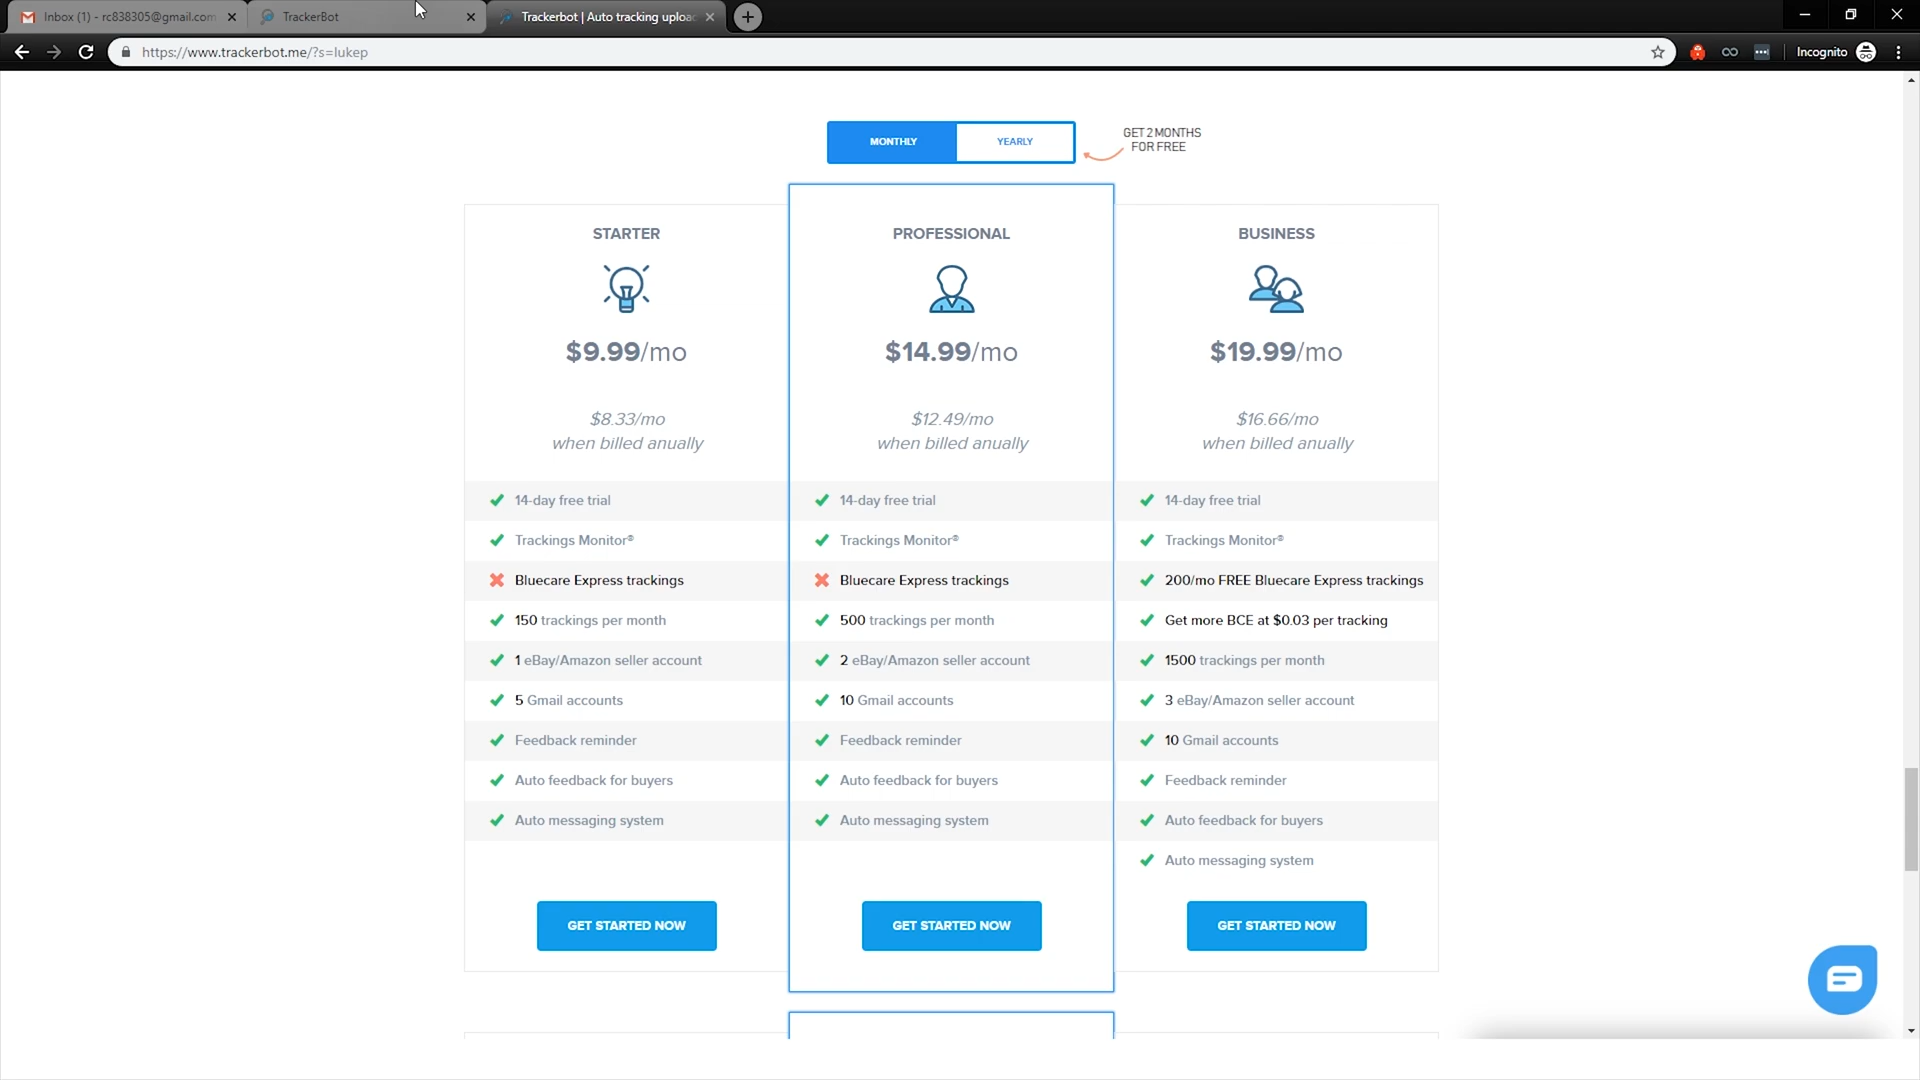 Inbox (1) - rc838305@gmail.com
TrackerBot
Trackerbot | Auto tracking uploa
https://www.trackerbot.me/?s=lukep
Incognito
MONTHLY
YEARLY
GET 2 MONTHS
FOR FREE
STARTER
$9.99/mo
$8.33/mo
when billed anually
14-day free trial
Trackings Monitor®
Bluecare Express trackings
150 trackings per month
1 eBay/Amazon seller account
5 Gmail accounts
Feedback reminder
Auto feedback for buyers
Auto messaging system
GET STARTED NOW
PROFESSIONAL
$14.99/mo
$12.49/mo
when billed anually
14-day free trial
Trackings Monitor®
Bluecare Express trackings
500 trackings per month
2 eBay/Amazon seller account
10 Gmail accounts
Feedback reminder
Auto feedback for buyers
Auto messaging system
GET STARTED NOW
BUSINESS
$19.99/mo
$16.66/mo
when billed anually
14-day free trial
Trackings Monitor®
200/mo FREE Bluecare Express trackings
Get more BCE at $0.03 per tracking
1500 trackings per month
3 eBay/Amazon seller account
10 Gmail accounts
Feedback reminder
Auto feedback for buyers
Auto messaging system
GET STARTED NOW